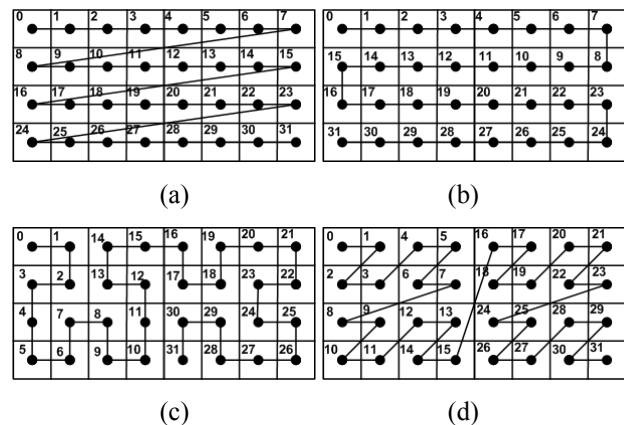 0 1 2 3 4 5 6 7
8 9 10 11 12 13 14 15
16 17 18 19 20 21 22 23
24 25 26 27 28 29 30 31
(a)
0 1 2 3 4 5 6 7
15 14 13 12 11 10 9 8
16 17 18 19 20 21 22 23
31 30 29 28 27 26 25 24
(b)
0 1 14 15 16 19 20 21
3 2 13 12 17 18 23 22
4 7 8 11 30 29 24 25
5 6 9 10 31 28 27 26
(c)
0 1 4 5 16 17 20 21
2 3 6 7 18 19 22 23
8 9 12 13 24 25 28 29
10 11 14 15 26 27 30 31
(d)